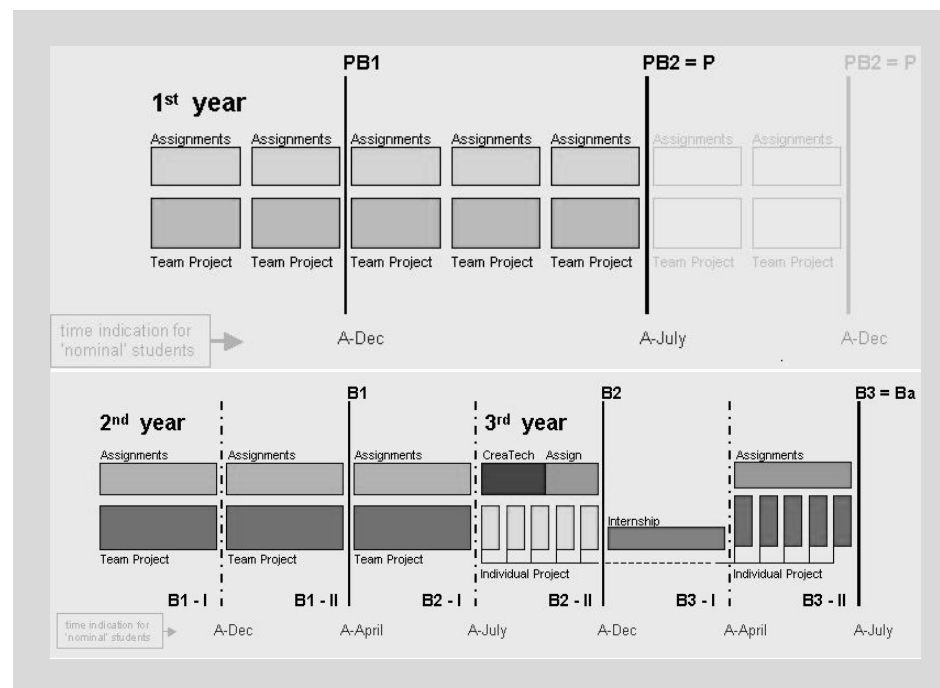 PB1 PB2 = P PB2 = P
1st year
Assignments Assignments Assignments Assignments Assignments Assignments Assignments
Team Project Team Project Team Project Team Project Team Project Team Project Team Project
time indication for
'nominal' students
A-Dec A-July A-Dec
B1 B2 B3 = Ba
2nd year 3rd year
Assignments Assignments Assignments CreaTech Assign Assignments
Internship
Team Project Team Project Team Project Individual Project Individual Project
B1 - I B1 - II B2 - I B2 - II B3 - I B3 - II
time indication for
'nominal' students
A-Dec A-April A-July A-Dec A-April A-July